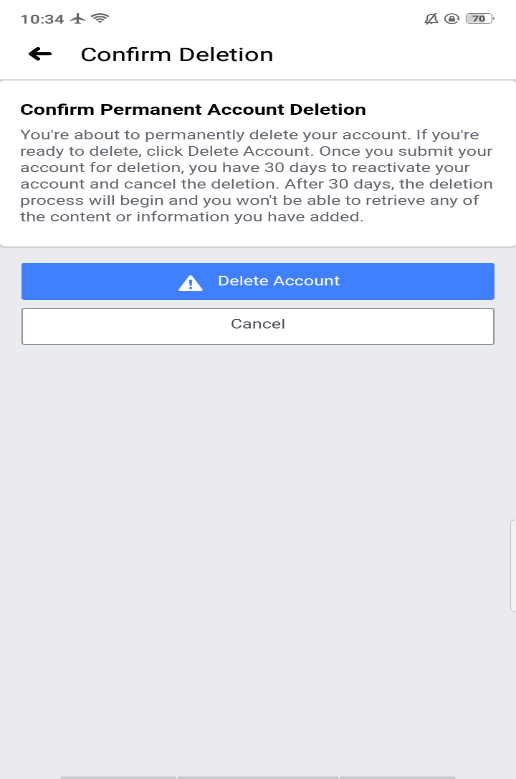 10:34
70
Confirm Deletion
Confirm Permanent Account Deletion
You're about to permanently delete your account. If you're
ready to delete, click Delete Account. Once you submit your
account for deletion, you have 30 days to reactivate your
account and cancel the deletion. After 30 days, the deletion
process will begin and you won't be able to retrieve any of
the content or information you have added.
Delete Account
Cancel